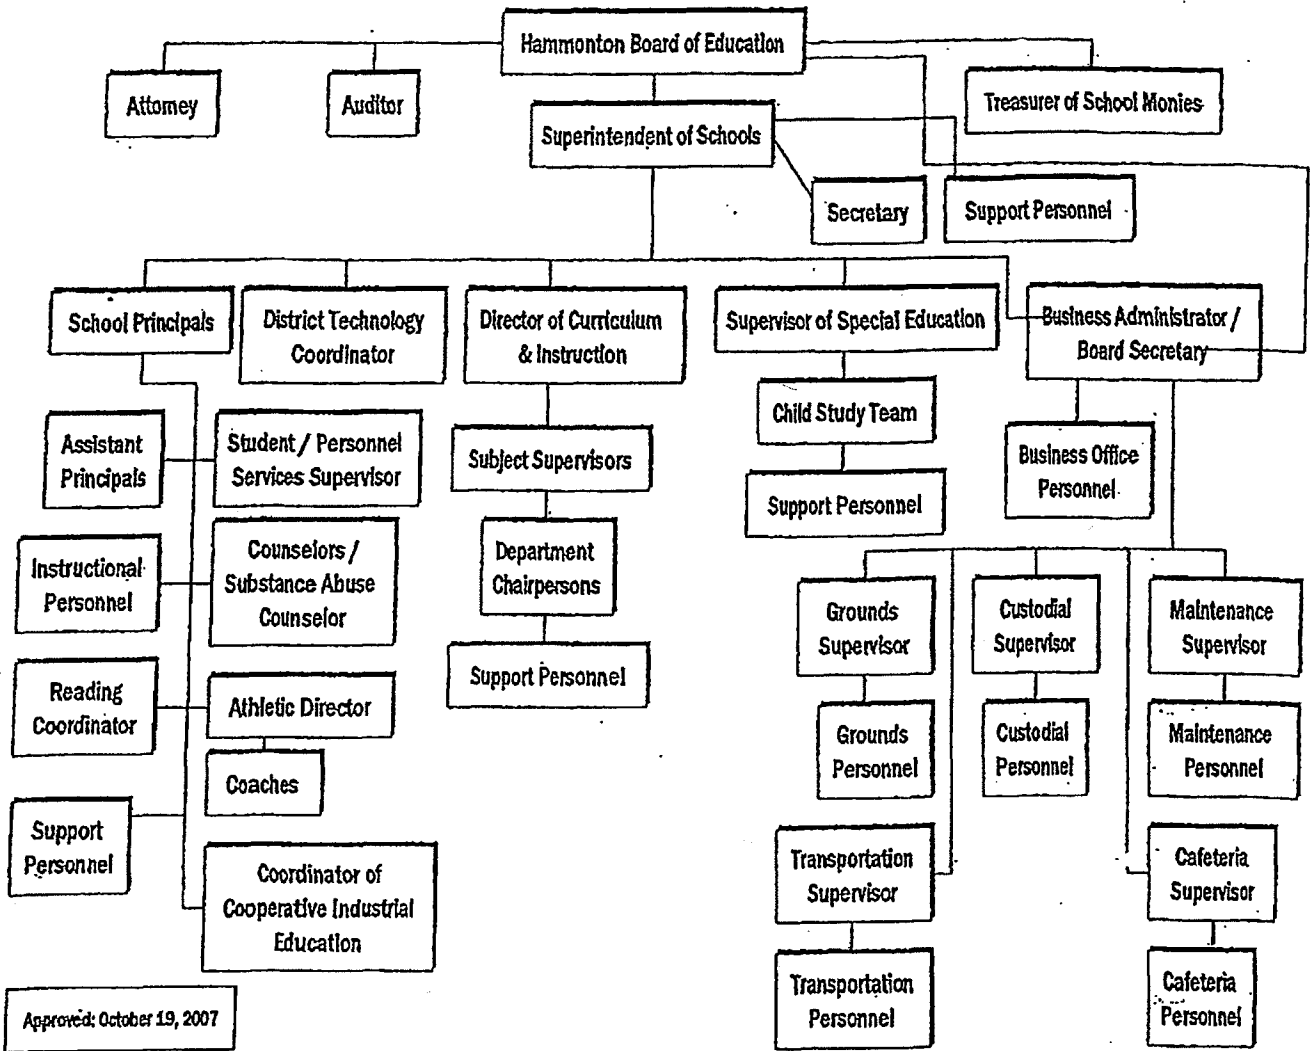 Hammonton Board of Education
Attorney
Auditor
Treasurer of School Monies
Superintendent of Schools
Secretary
Support Personnel
School Principals
District Technology
Coordinator
Director of Curriculum
& Instruction
Supervisor of Special Education
Business Administrator /
Board Secretary
Assistant
Principals
Student / Personnel
Services Supervisor
Instructional
Personnel
Counselors /
Substance Abuse
Counselor
Reading
Coordinator
Athletic Director
Coaches
Support
Personnel
Coordinator of
Cooperative Industrial
Education
Subject Supervisors
Department
Chairpersons
Support Personnel
Child Study Team
Support Personnel
Business Office
Personnel
Grounds
Supervisor
Custodial
Supervisor
Maintenance
Supervisor
Grounds
Personnel
Custodial
Personnel
Maintenance
Personnel
Transportation
Supervisor
Cafeteria
Supervisor
Transportation
Personnel
Cafeteria
Personnel
Approved: October 19, 2007